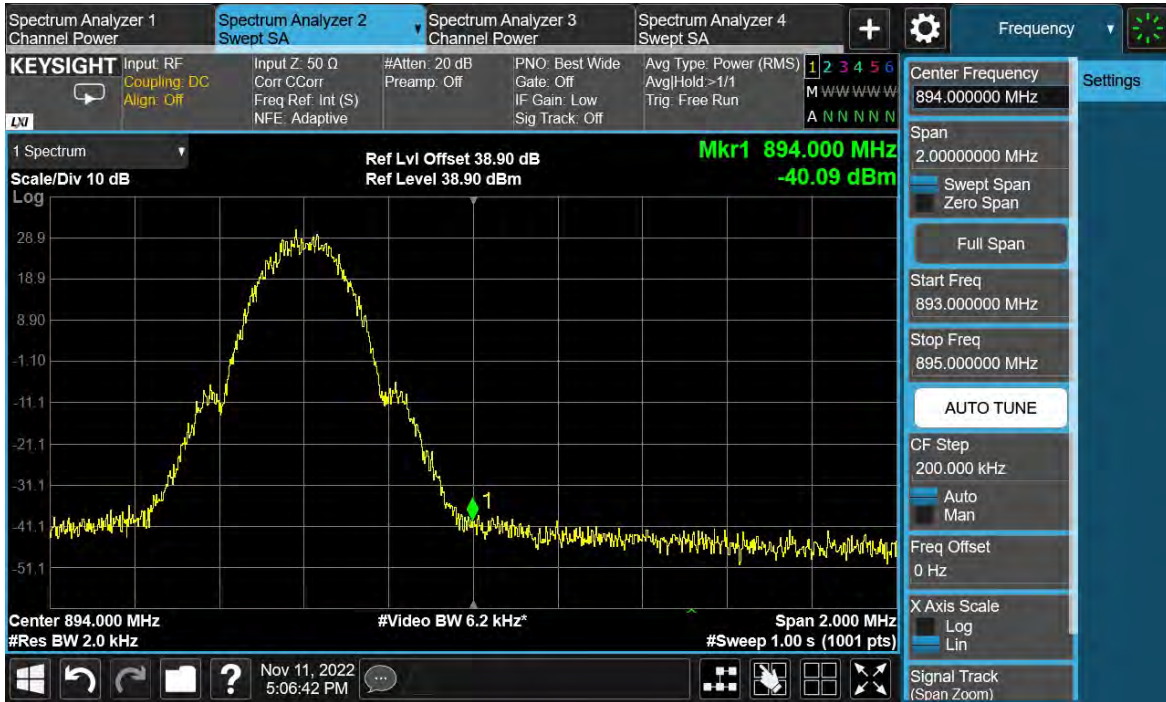 Spectrum Analyzer 1
Channel Power
Spectrum Analyzer 2
Swept SA
Spectrum Analyzer 3
Channel Power
Spectrum Analyzer 4
Swept SA
+
Frequency
KEYSIGHT
LXI
Input: RF
Coupling: DC
Align: Off
Input Z: 50 Ω
Corr CCorr
Freq Ref: Int (S)
NFE: Adaptive
#Atten: 20 dB
Preamp: Off
PNO: Best Wide
Gate: Off
IF Gain: Low
Sig Track: Off
Avg Type: Power (RMS)
Avg|Hold:>1/1
Trig: Free Run
1 2 3 4 5 6
M W W W W W
A N N N N N
1 Spectrum
Scale/Div 10 dB
Ref Lvl Offset 38.90 dB
Ref Level 38.90 dBm
Mkr1 894.000 MHz
-40.09 dBm
Log
28.9
18.9
8.90
-1.10
-11.1
-21.1
-31.1
-41.1
-51.1
1
Center 894.000 MHz
#Res BW 2.0 kHz
#Video BW 6.2 kHz*
Span 2.000 MHz
#Sweep 1.00 s (1001 pts)
Center Frequency
894.000000 MHz
Span
2.00000000 MHz
Swept Span
Zero Span
Full Span
Start Freq
893.000000 MHz
Stop Freq
895.000000 MHz
AUTO TUNE
CF Step
200.000 kHz
Auto
Man
Freq Offset
0 Hz
X Axis Scale
Log
Lin
Signal Track
(Span Zoom)
Settings
?
Nov 11, 2022
5:06:42 PM